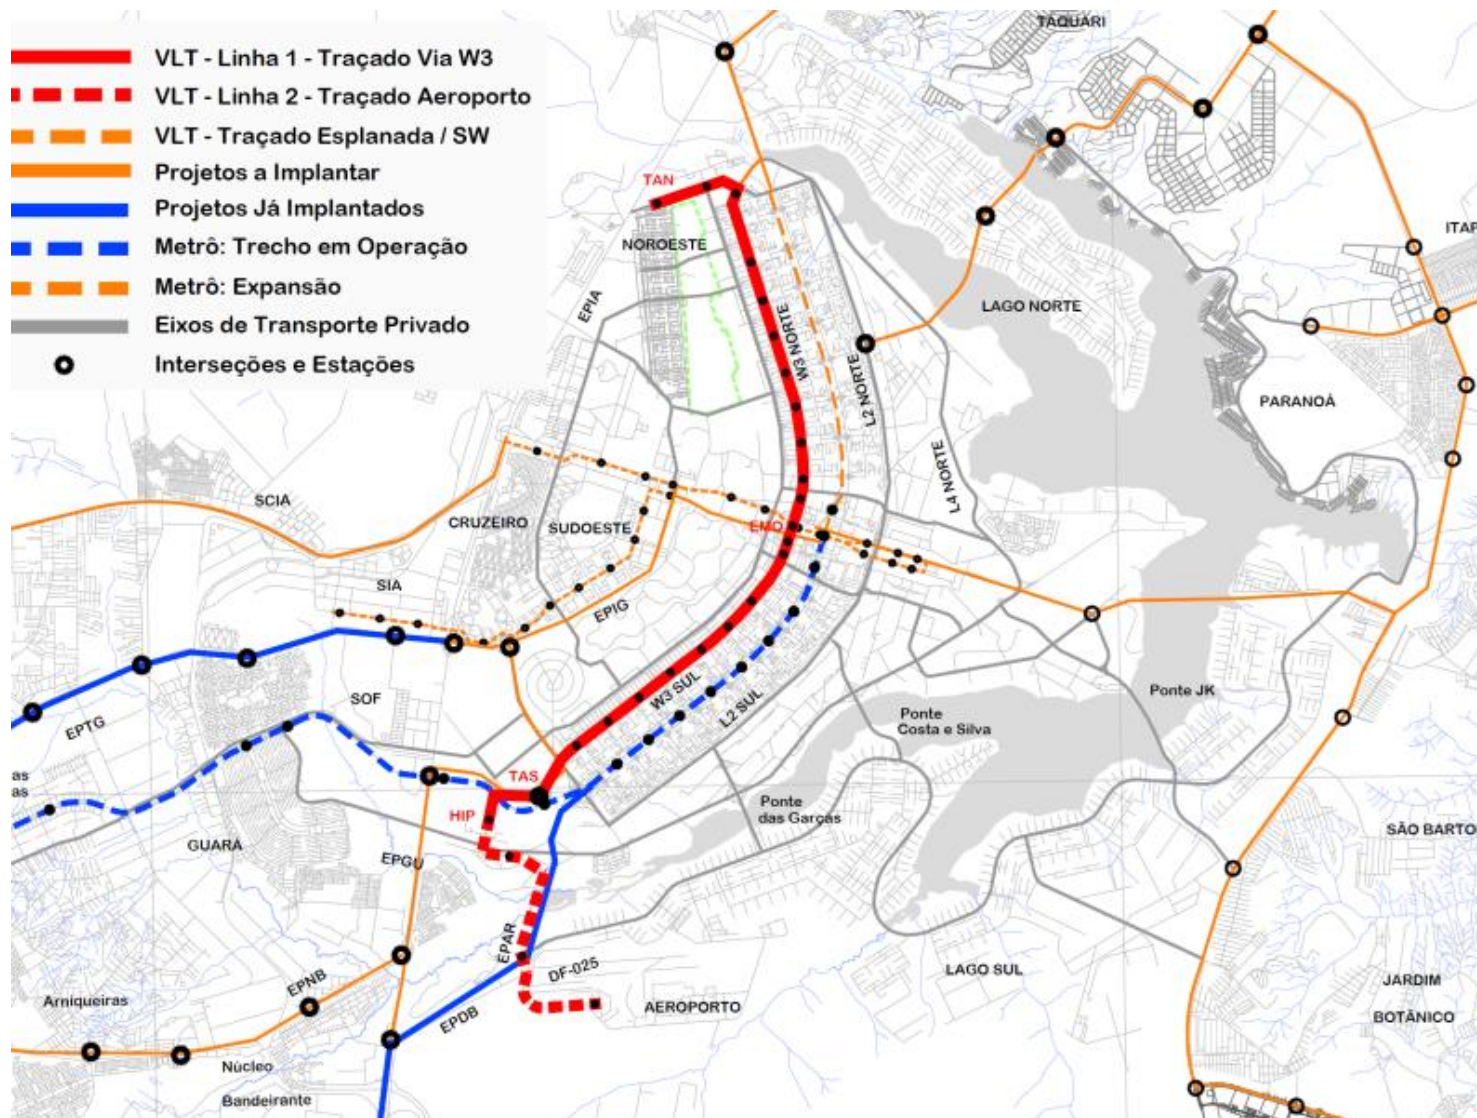 VLT - Linha 1 - Traçado Via W3
VLT - Linha 2 - Traçado Aeroporto
VLT - Traçado Esplanada / SW
Projetos a Implantar
Projetos Já Implantados
Metrô: Trecho em Operação
Metrô: Expansão
Eixos de Transporte Privado
Interseções e Estações
TAQUARI
TAN
NOROESTE
ITAP
EPIA
LAGO NORTE
W3 NORTE
L2 NORTE
PARANOÁ
L4 NORTE
SCIA
CRUZEIRO
SUDOESTE
EMO
SIA
EPIG
SOF
W3 SUL
L2 SUL
Ponte JK
Ponte
Costa e Silva
EPTG
as
as
TAS
HIP
Ponte
das Garças
GUARÁ
EPGU
SÃO BARTO
EPAR
DF-025
LAGO SUL
EPNB
Arniqueiras
AEROPORTO
JARDIM
BOTÂNICO
EPDB
Núcleo
Bandeirante